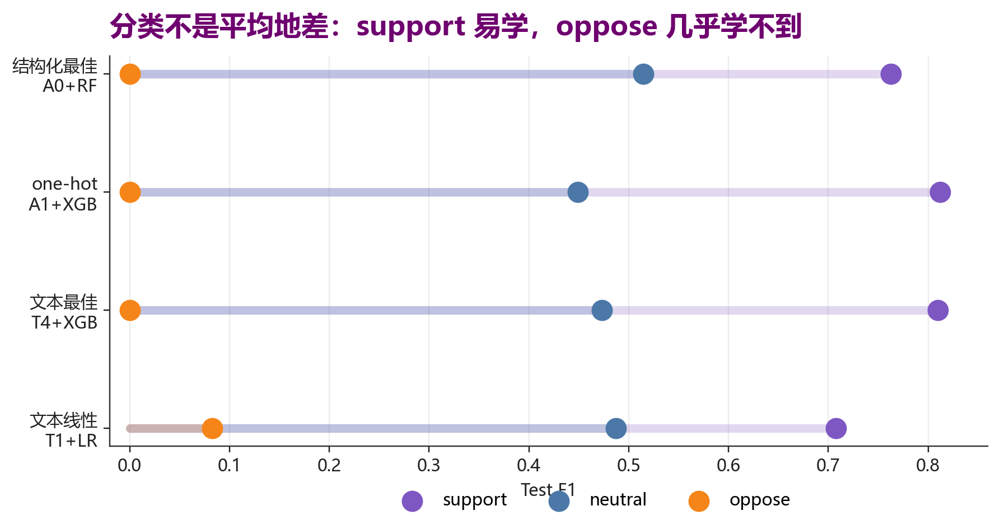 分类不是平均地差：support 易学，oppose 几乎学不到
结构化最佳
A0+RF
one-hot
A1+XGB
文本最佳
T4+XGB
文本线性
T1+LR
0.0 0.1 0.2 0.3 0.4 0.5 0.6 0.7 0.8
Test F1
support neutral oppose